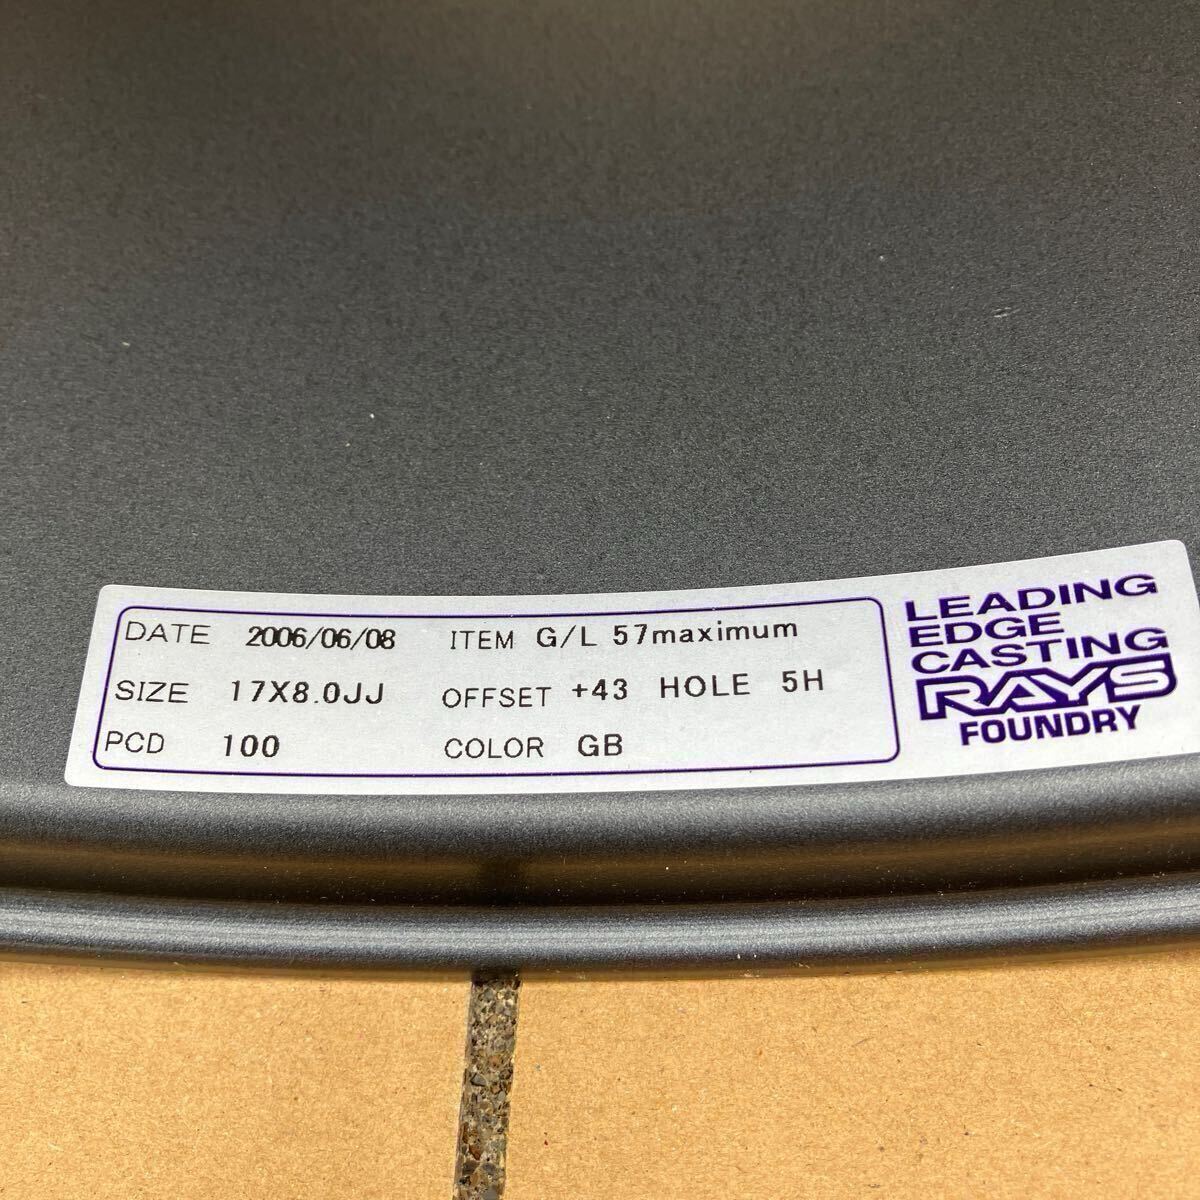 DATE 2006/06/08 ITEM G/L 57maximum
SIZE 17X8.0JJ OFFSET +43 HOLE 5H
PCD 100 COLOR GB
LEADING
EDGE
CASTING
RAYS
FOUNDRY